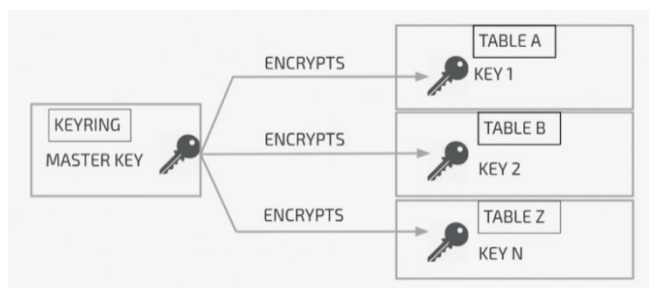 KEYRING
MASTER KEY
ENCRYPTS
TABLE A
KEY 1
ENCRYPTS
TABLE B
KEY 2
ENCRYPTS
TABLE Z
KEY N